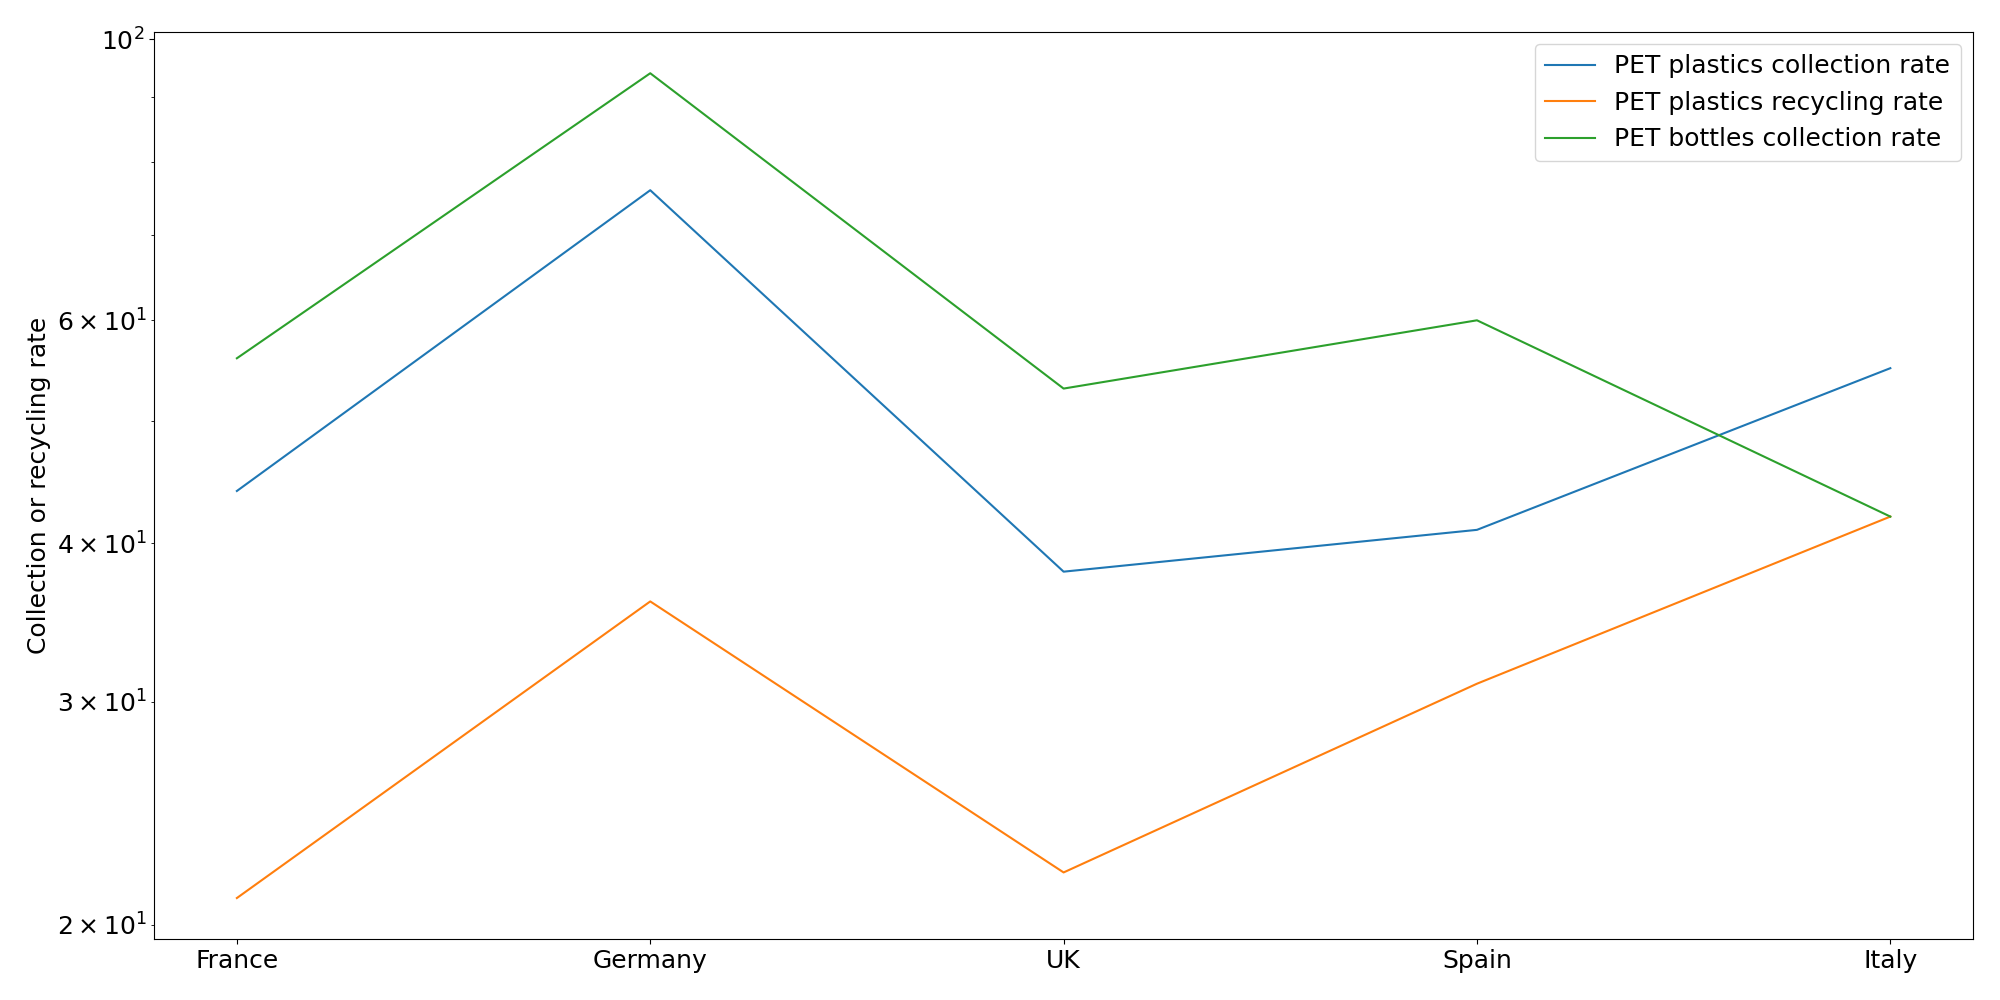 10²
6 × 10¹
4 × 10¹
3 × 10¹
2 × 10¹
Collection or recycling rate
PET plastics collection rate
PET plastics recycling rate
PET bottles collection rate
France Germany UK Spain Italy